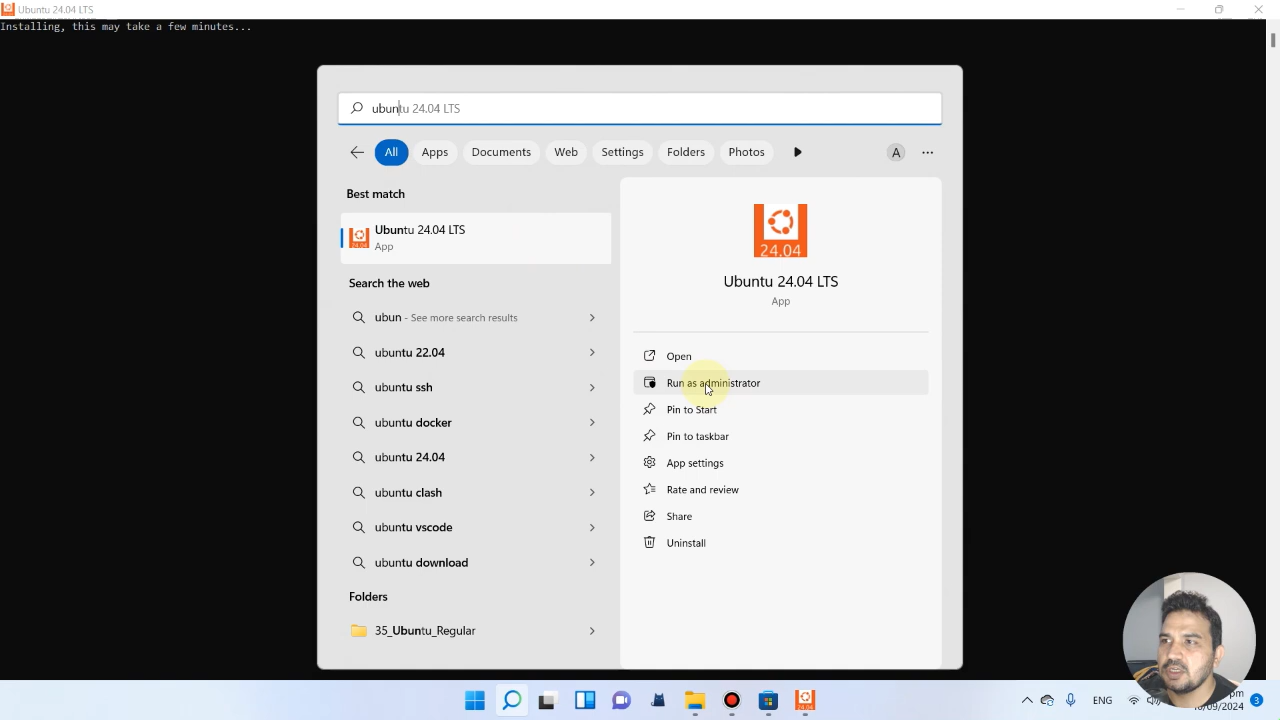 Ubuntu 24.04 LTS
Installing, this may take a few minutes...
ubuntu 24.04 LTS
All
Apps
Documents
Web
Settings
Folders
Photos
A
Best match
Ubuntu 24.04 LTS
App
Search the web
ubun - See more search results
ubuntu 22.04
ubuntu ssh
ubuntu docker
ubuntu 24.04
ubuntu clash
ubuntu vscode
ubuntu download
Folders
35_Ubuntu_Regular
24.04
Ubuntu 24.04 LTS
App
Open
Run as administrator
Pin to Start
Pin to taskbar
App settings
Rate and review
Share
Uninstall
ENG
pm
/09/2024
3